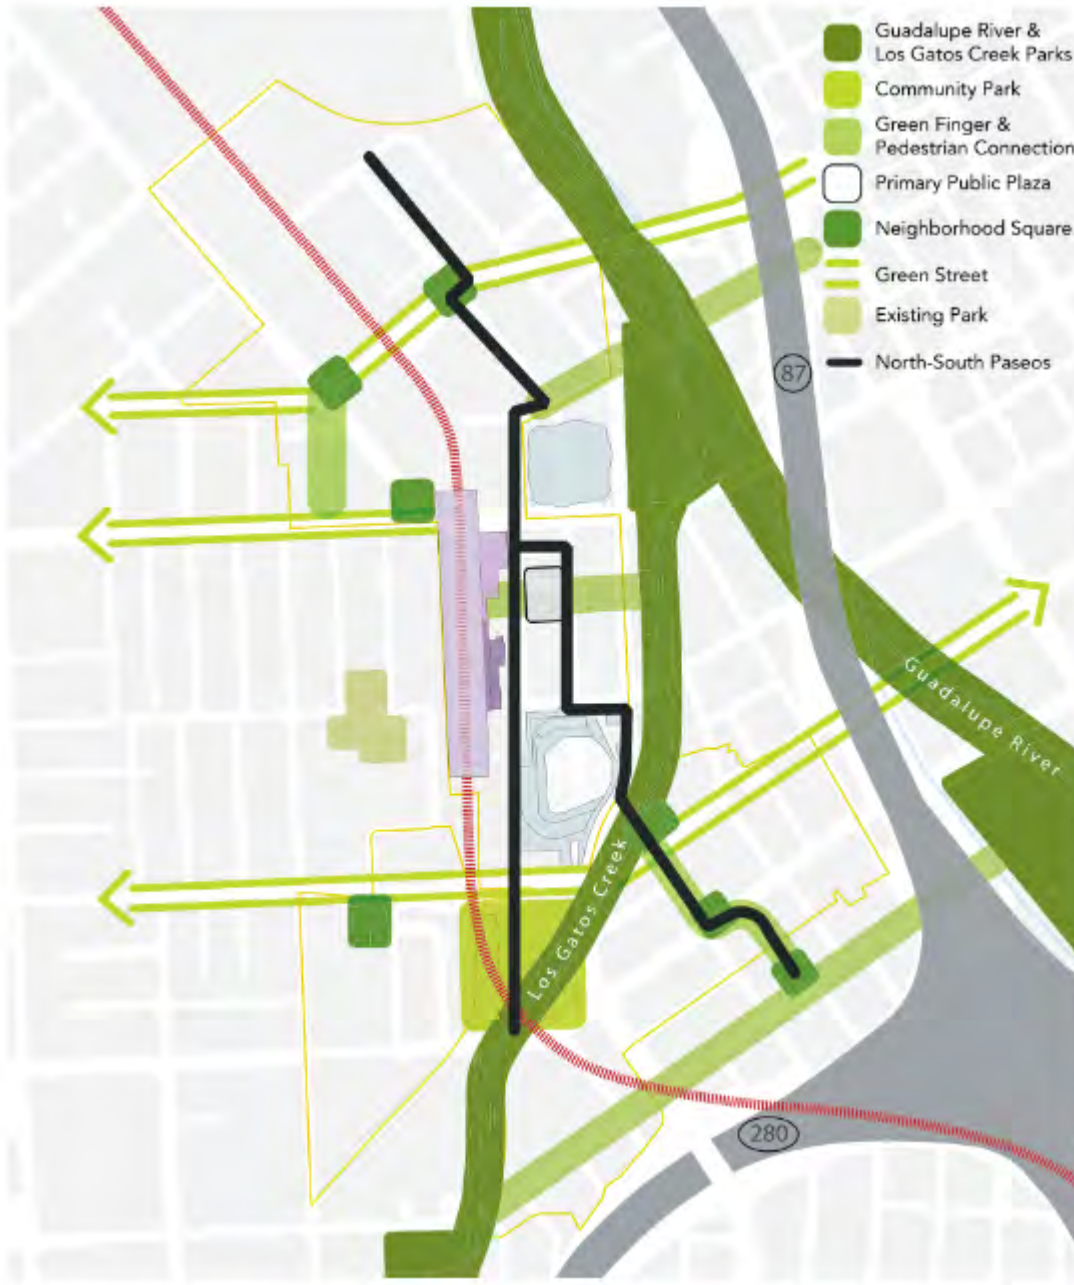 Guadalupe River &
Los Gatos Creek Parks
Community Park
Green Finger &
Pedestrian Connection
Primary Public Plaza
Neighborhood Square
Green Street
Existing Park
North-South Paseos
87
Guadalupe River
Los Gatos Creek
280